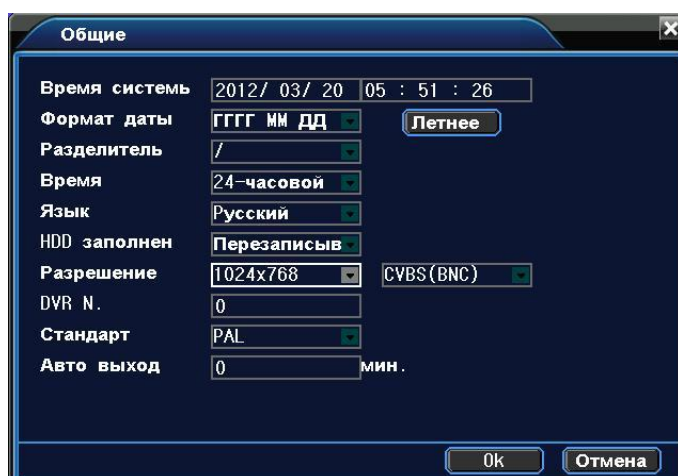 Общие
Время системь 2012/ 03/ 20 05 : 51 : 26
Формат даты ГГГГ ММ ДД Летнее
Разделитель /
Время 24-часовой
Язык Русский
HDD заполнен Перезаписыв
Разрешение 1024x768 CVBS(BNC)
DVR N. 0
Стандарт PAL
Авто выход 0 мин.
Ok Отмена